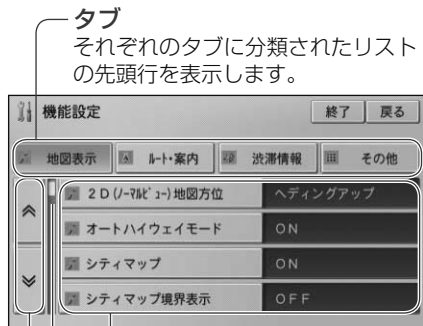 タブ
それぞれのタブに分類されたリスト
の先頭行を表示します。
機能設定 終了 戻る
地図表示 ルート・案内 渋滞情報 その他
2D(ノーマルビュー)地図方位 ヘディングアップ
オートハイウェイモード ON
シティマップ ON
シティマップ境界表示 OFF